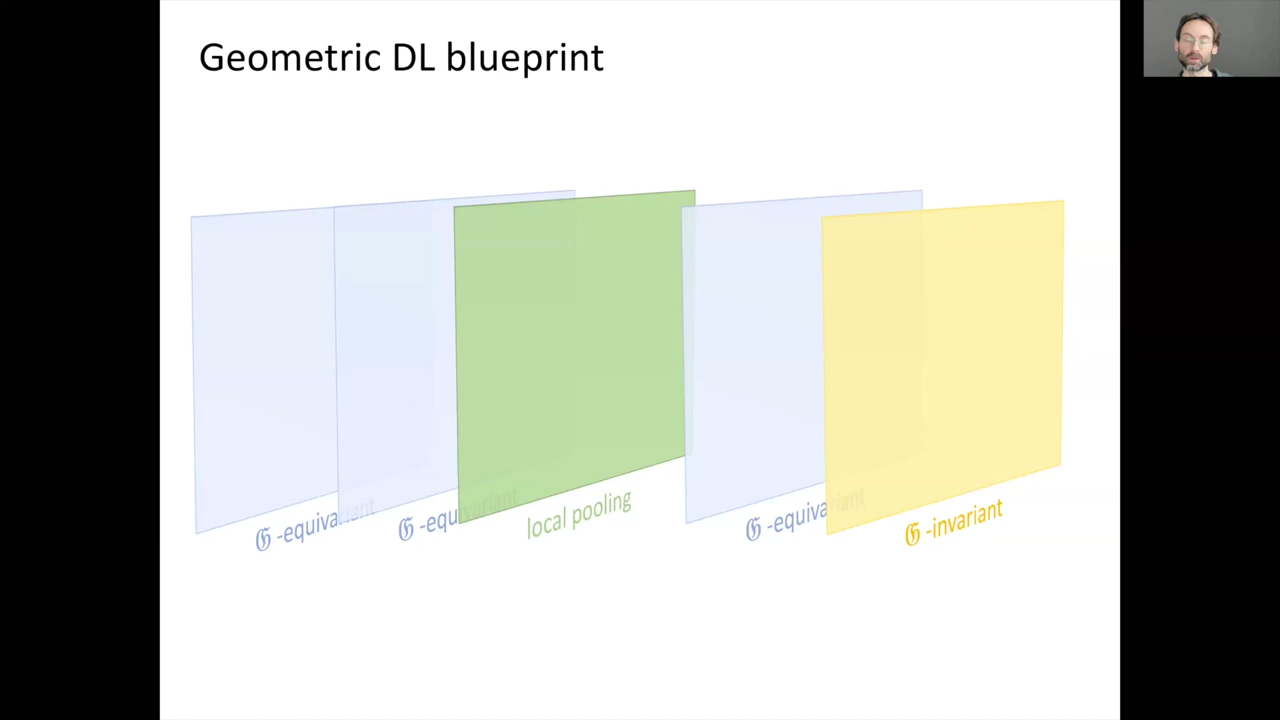 Geometric DL blueprint
𝔊 -equivariant
𝔊 -equivariant
local pooling
𝔊 -equivariant
𝔊 -invariant